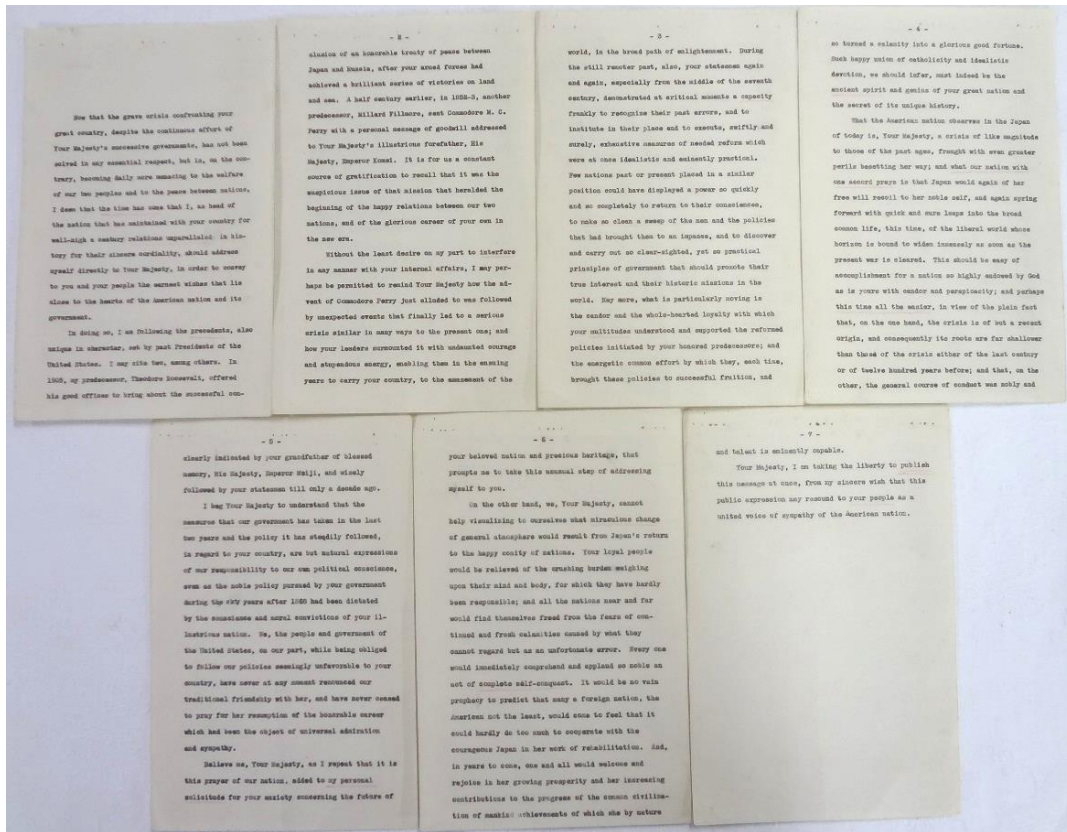 Now that the grave crisis confronting your
great country, despite the continuous effort of
Your Majesty's successive governments, has not been
solved in any essential respect, but is, on the con-
trary, becoming daily more menacing to the welfare
of our two peoples and to the peace between nations,
I deem that the time has come that I, as head of
the nation that has maintained with your country for
well-nigh a century relations unparalleled in his-
tory for their sincere cordiality, should address
myself directly to Your Majesty, in order to convey
to you and your people the earnest wishes that lie
close to the hearts of the American nation and its
government.
In doing so, I am following the precedents, also
unique in character, set by past Presidents of the
United States. I may cite two, among others. In
1905, my predecessor, Theodore Roosevelt, offered
his good offices to bring about the successful con-
- 2 -
clusion of an honorable treaty of peace between
Japan and Russia, after your armed forces had
achieved a brilliant series of victories on land
and sea. A half century earlier, in 1852-3, another
predecessor, Millard Fillmore, sent Commodore M. C.
Perry with a personal message of goodwill addressed
to Your Majesty's illustrious forefather, His
Majesty, Emperor Komei. It is for us a constant
source of gratification to recall that it was the
auspicious issue of that mission that heralded the
beginning of the happy relations between our two
nations, and of the glorious career of your own in
the new era.
Without the least desire on my part to interfere
in any manner with your internal affairs, I may per-
haps be permitted to remind Your Majesty how the ad-
vent of Commodore Perry just alluded to was followed
by unexpected events that finally led to a serious
crisis similar in many ways to the present one; and
how your leaders surmounted it with undaunted courage
and stupendous energy, enabling them in the ensuing
years to carry your country, to the amazement of the
- 3 -
world, in the broad path of enlightenment. During
the still remoter past, also, your statesmen again
and again, especially from the middle of the seventh
century, demonstrated at critical moments a capacity
frankly to recognize their past errors, and to
institute in their place and to execute, swiftly and
surely, extensive measures of needed reform which
were at once idealistic and eminently practical.
Few nations past or present placed in a similar
position could have displayed a power so quickly
and so completely to return to their consciences,
to make so clean a sweep of the men and the policies
that had brought them to an impasse, and to discover
and carry out so clear-sighted, yet so practical
principles of government that should promote their
true interest and their historic missions in the
world. Nay more, what is particularly moving is
the candor and the whole-hearted loyalty with which
your multitudes understood and supported the reformed
policies initiated by your honored predecessors; and
the energetic common effort by which they, each time,
brought these policies to successful fruition, and
- 4 -
so turned a calamity into a glorious good fortune.
Such happy union of catholicity and idealistic
devotion, we should infer, must indeed be the
ancient spirit and genius of your great nation and
the secret of its unique history.
What the American nation observes in the Japan
of today is, Your Majesty, a crisis of like magnitude
to those of the past ages, fraught with even greater
perils besetting her way; and what our nation with
one accord prays is that Japan would again of her
free will recoil to her noble self, and again spring
forward with quick and sure leaps into the broad
common life, this time, of the liberal world whose
horizon is bound to widen immensely as soon as the
present war is cleared. This should be easy of
accomplishment for a nation so highly endowed by God
as is yours with candor and perspicacity; and perhaps
this time all the easier, in view of the plain fact
that, on the one hand, the crisis is of but a recent
origin, and consequently its roots are far shallower
than those of the crisis either of the last century
or of twelve hundred years before; and that, on the
other, the general course of conduct was nobly and
- 5 -
clearly indicated by your grandfather of blessed
memory, His Majesty, Emperor Meiji, and wisely
followed by your statesmen till only a decade ago.
I beg Your Majesty to understand that the
measures that our government has taken in the last
two years and the policy it has steadily followed,
in regard to your country, are but natural expressions
of our responsibility to our own political conscience,
even as the noble policy pursued by your government
during the years after 1868 had been dictated
by the conscience and moral convictions of your il-
lustrious nation. We, the people and government of
the United States, on our part, while being obliged
to follow our policies seemingly unfavorable to your
country, have never at any moment renounced our
traditional friendship with her, and have never ceased
to pray for her resumption of the honorable career
which had been the object of universal admiration
and sympathy.
Believe me, Your Majesty, as I repeat that it is
this prayer of our nation, added to my personal
solicitude for your anxiety concerning the future of
- 6 -
your beloved nation and precious heritage, that
prompts me to take this unusual step of addressing
myself to you.
On the other hand, we, Your Majesty, cannot
help visualizing to ourselves what miraculous change
of general atmosphere would result from Japan's return
to the happy comity of nations. Your loyal people
would be relieved of the crushing burden weighing
upon their mind and body, for which they have hardly
been responsible; and all the nations near and far
would find themselves freed from the fears of con-
tinued and fresh calamities caused by what they
cannot regard but as an unfortunate error. Every one
would immediately comprehend and applaud so noble an
act of complete self-conquest. It would be no vain
prophecy to predict that many a foreign nation, the
American not the least, would come to feel that it
could hardly do too much to cooperate with the
courageous Japan in her work of rehabilitation. And,
in years to come, one and all would welcome and
rejoice in her growing prosperity and her increasing
contributions to the progress of the common civiliza-
tion of mankind achievements of which she by nature
- 7 -
and talent is eminently capable.
Your Majesty, I am taking the liberty to publish
this message at once, from my sincere wish that this
public expression may resound to your people as a
united voice of sympathy of the American nation.